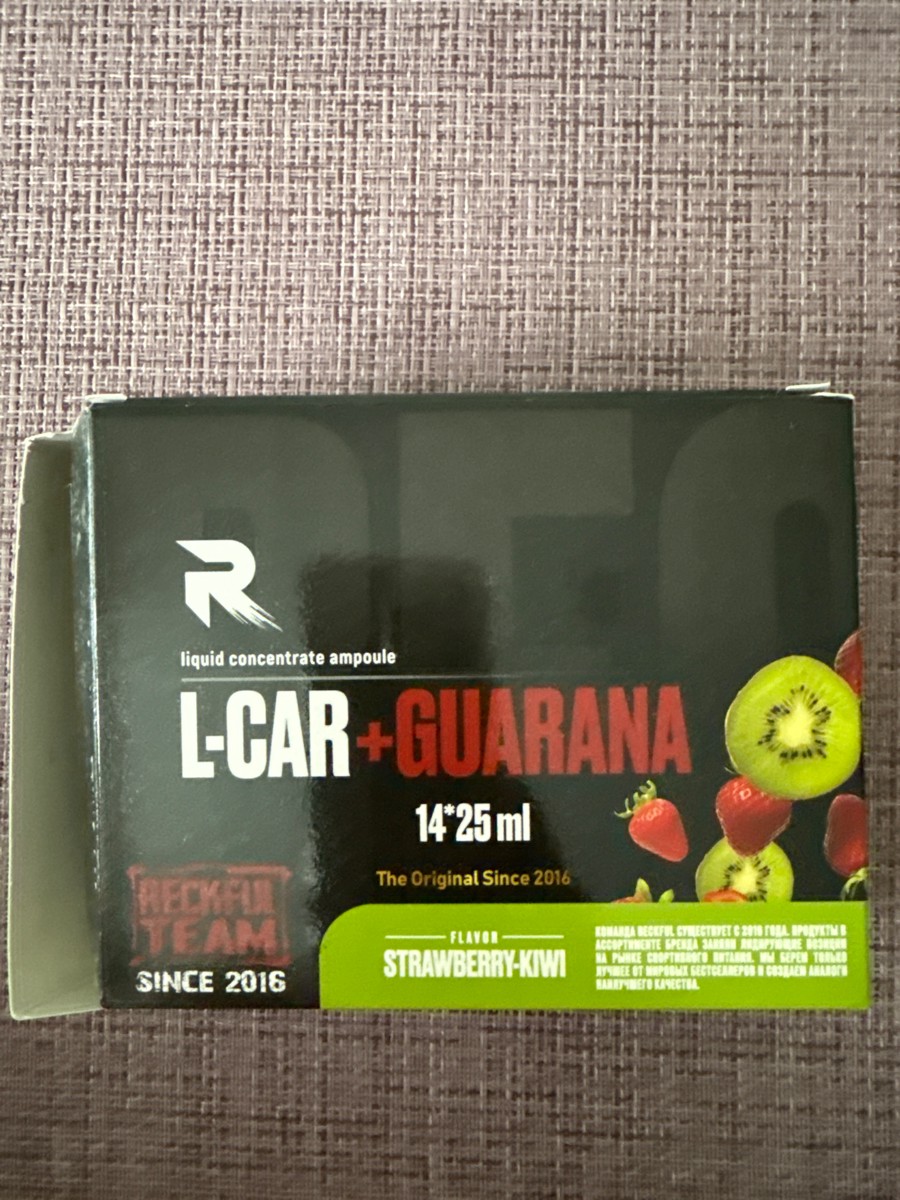 liquid concentrate ampoule
L-CAR+GUARANA
14*25 ml
The Original Since 2016
RECKFUL
TEAM
SINCE 2016
FLAVOR
STRAWBERRY-KIWI
КОМАНДА RECKFUL СУЩЕСТВУЕТ С 2016 ГОДА. ПРОДУКТЫ В
АССОРТИМЕНТЕ БРЕНДА ЗАНЯЛИ ЛИДИРУЮЩИЕ ПОЗИЦИИ
НА РЫНКЕ СПОРТИВНОГО ПИТАНИЯ. МЫ БЕРЕМ ТОЛЬКО
ЛУЧШЕЕ ОТ МИРОВЫХ БЕСТСЕЛЛЕРОВ И СОЗДАЕМ АНАЛОГИ
НАИЛУЧШЕГО КАЧЕСТВА.